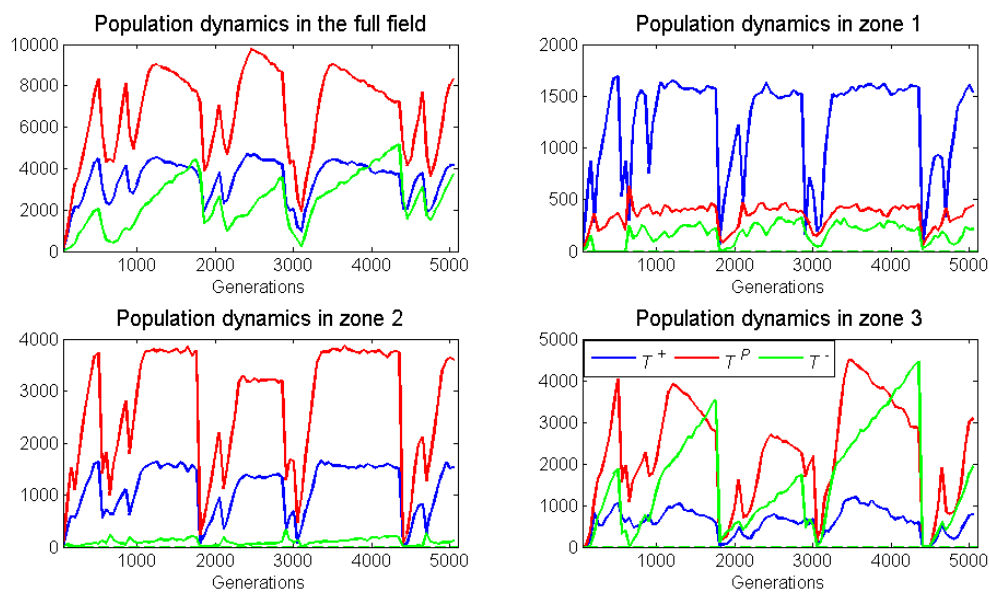 Population dynamics in the full field
10000
8000
6000
4000
2000
0
1000 2000 3000 4000 5000
Generations
Population dynamics in zone 1
2000
1500
1000
500
0
1000 2000 3000 4000 5000
Generations
Population dynamics in zone 2
4000
3000
2000
1000
0
1000 2000 3000 4000 5000
Generations
Population dynamics in zone 3
T+ TP T-
5000
4000
3000
2000
1000
0
1000 2000 3000 4000 5000
Generations